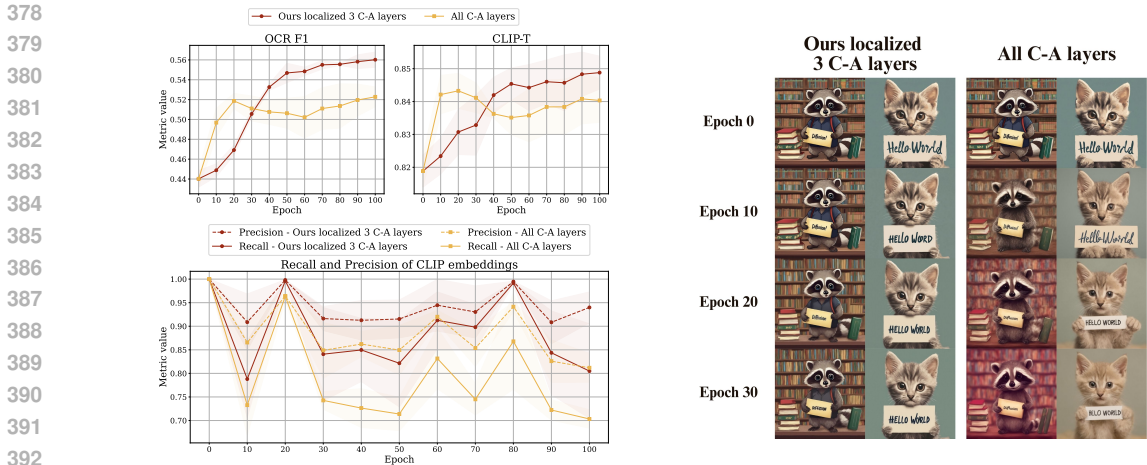 378
379
380
381
382
383
384
385
386
387
388
389
390
391
392
Ours localized 3 C-A layers
All C-A layers
OCR F1
0.56
0.54
0.52
0.50
0.48
0.46
0.44
Metric value
0 10 20 30 40 50 60 70 80 90 100
Epoch
CLIP-T
0.85
0.84
0.83
0.82
0 10 20 30 40 50 60 70 80 90 100
Epoch
Precision - Ours localized 3 C-A layers
Precision - All C-A layers
Recall - Ours localized 3 C-A layers
Recall - All C-A layers
Recall and Precision of CLIP embeddings
1.00
0.95
0.90
0.85
0.80
0.75
0.70
Metric value
0 10 20 30 40 50 60 70 80 90 100
Epoch
Ours localized
3 C-A layers
All C-A layers
Epoch 0
Hello World
Hello World
Epoch 10
HELLO WORLD
Hello World
Epoch 20
HELLO WORLD
HELLO WORLD
Epoch 30
HELLO WORLD
HELLO WORLD